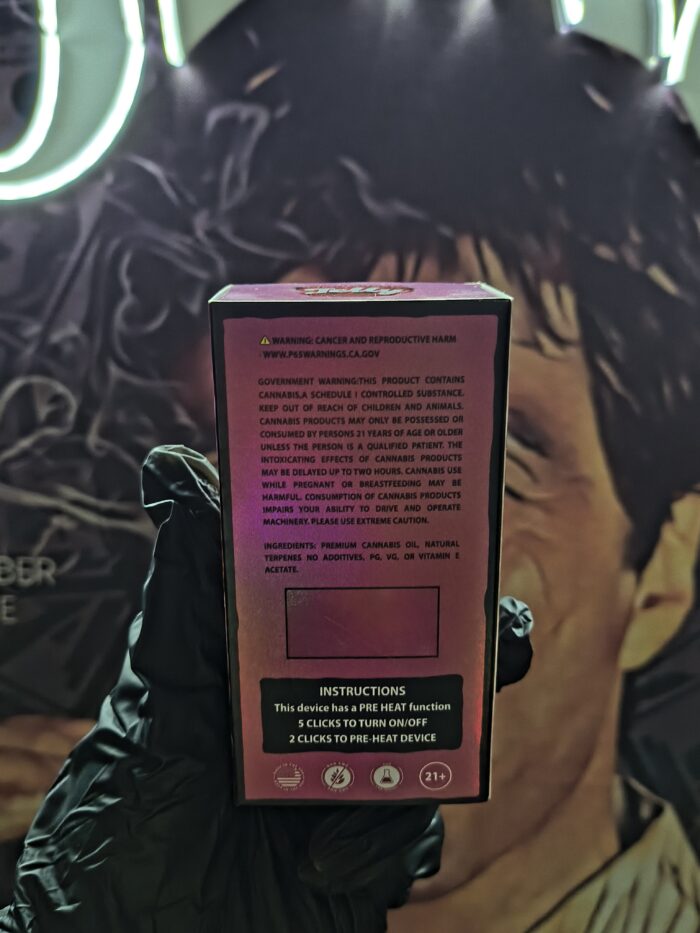 BER
E
WARNING: CANCER AND REPRODUCTIVE HARM
WWW.P65WARNINGS.CA.GOV
GOVERNMENT WARNING:THIS PRODUCT CONTAINS
CANNABIS,A SCHEDULE I CONTROLLED SUBSTANCE.
KEEP OUT OF REACH OF CHILDREN AND ANIMALS.
CANNABIS PRODUCTS MAY ONLY BE POSSESSED OR
CONSUMED BY PERSONS 21 YEARS OF AGE OR OLDER
UNLESS THE PERSON IS A QUALIFIED PATIENT. THE
INTOXICATING EFFECTS OF CANNABIS PRODUCTS
MAY BE DELAYED UP TO TWO HOURS. CANNABIS USE
WHILE PREGNANT OR BREASTFEEDING MAY BE
HARMFUL. CONSUMPTION OF CANNABIS PRODUCTS
IMPAIRS YOUR ABILITY TO DRIVE AND OPERATE
MACHINERY. PLEASE USE EXTREME CAUTION.
INGREDIENTS: PREMIUM CANNABIS OIL, NATURAL
TERPENES NO ADDITIVES, PG, VG, OR VITAMIN E
ACETATE.
INSTRUCTIONS
This device has a PRE HEAT function
5 CLICKS TO TURN ON/OFF
2 CLICKS TO PRE-HEAT DEVICE
21+